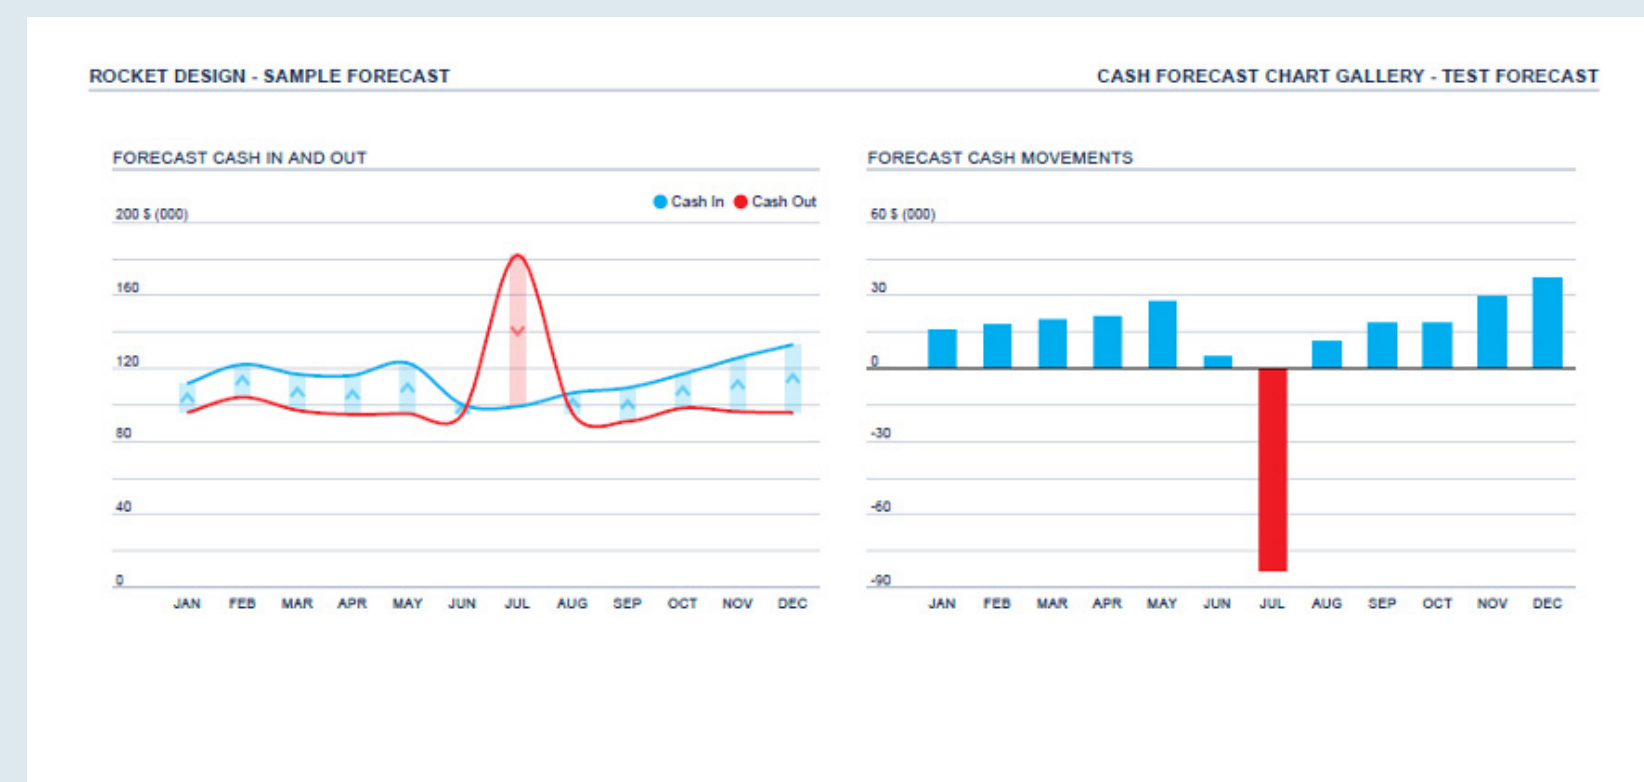 ROCKET DESIGN - SAMPLE FORECAST
CASH FORECAST CHART GALLERY - TEST FORECAST
FORECAST CASH IN AND OUT
Cash In Cash Out
200 $ (000)
160
120
80
40
0
JAN FEB MAR APR MAY JUN JUL AUG SEP OCT NOV DEC
FORECAST CASH MOVEMENTS
60 $ (000)
30
0
-30
-60
-90
JAN FEB MAR APR MAY JUN JUL AUG SEP OCT NOV DEC